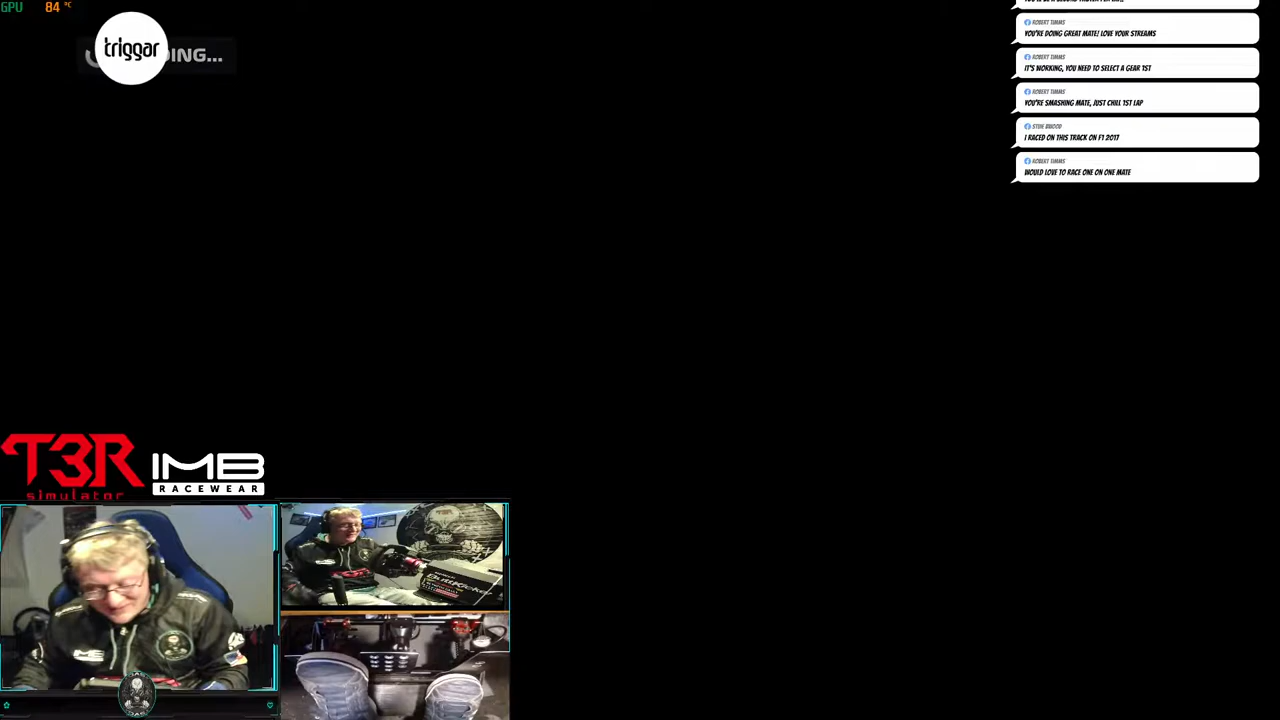 GPU 84 °C
triggar
DING...
ROBERT TIMMS
YOU'RE DOING GREAT MATE! LOVE YOUR STREAMS
ROBERT TIMMS
IT'S WORKING, YOU NEED TO SELECT A GEAR 1ST
ROBERT TIMMS
YOU'RE SMASHING MATE, JUST CHILL 1ST LAP
I RACED ON THIS TRACK ON F1 2017
ROBERT TIMMS
WOULD LOVE TO RACE ONE ON ONE MATE
T3R
simulator
IMB
RACEWEAR
ButtKicker